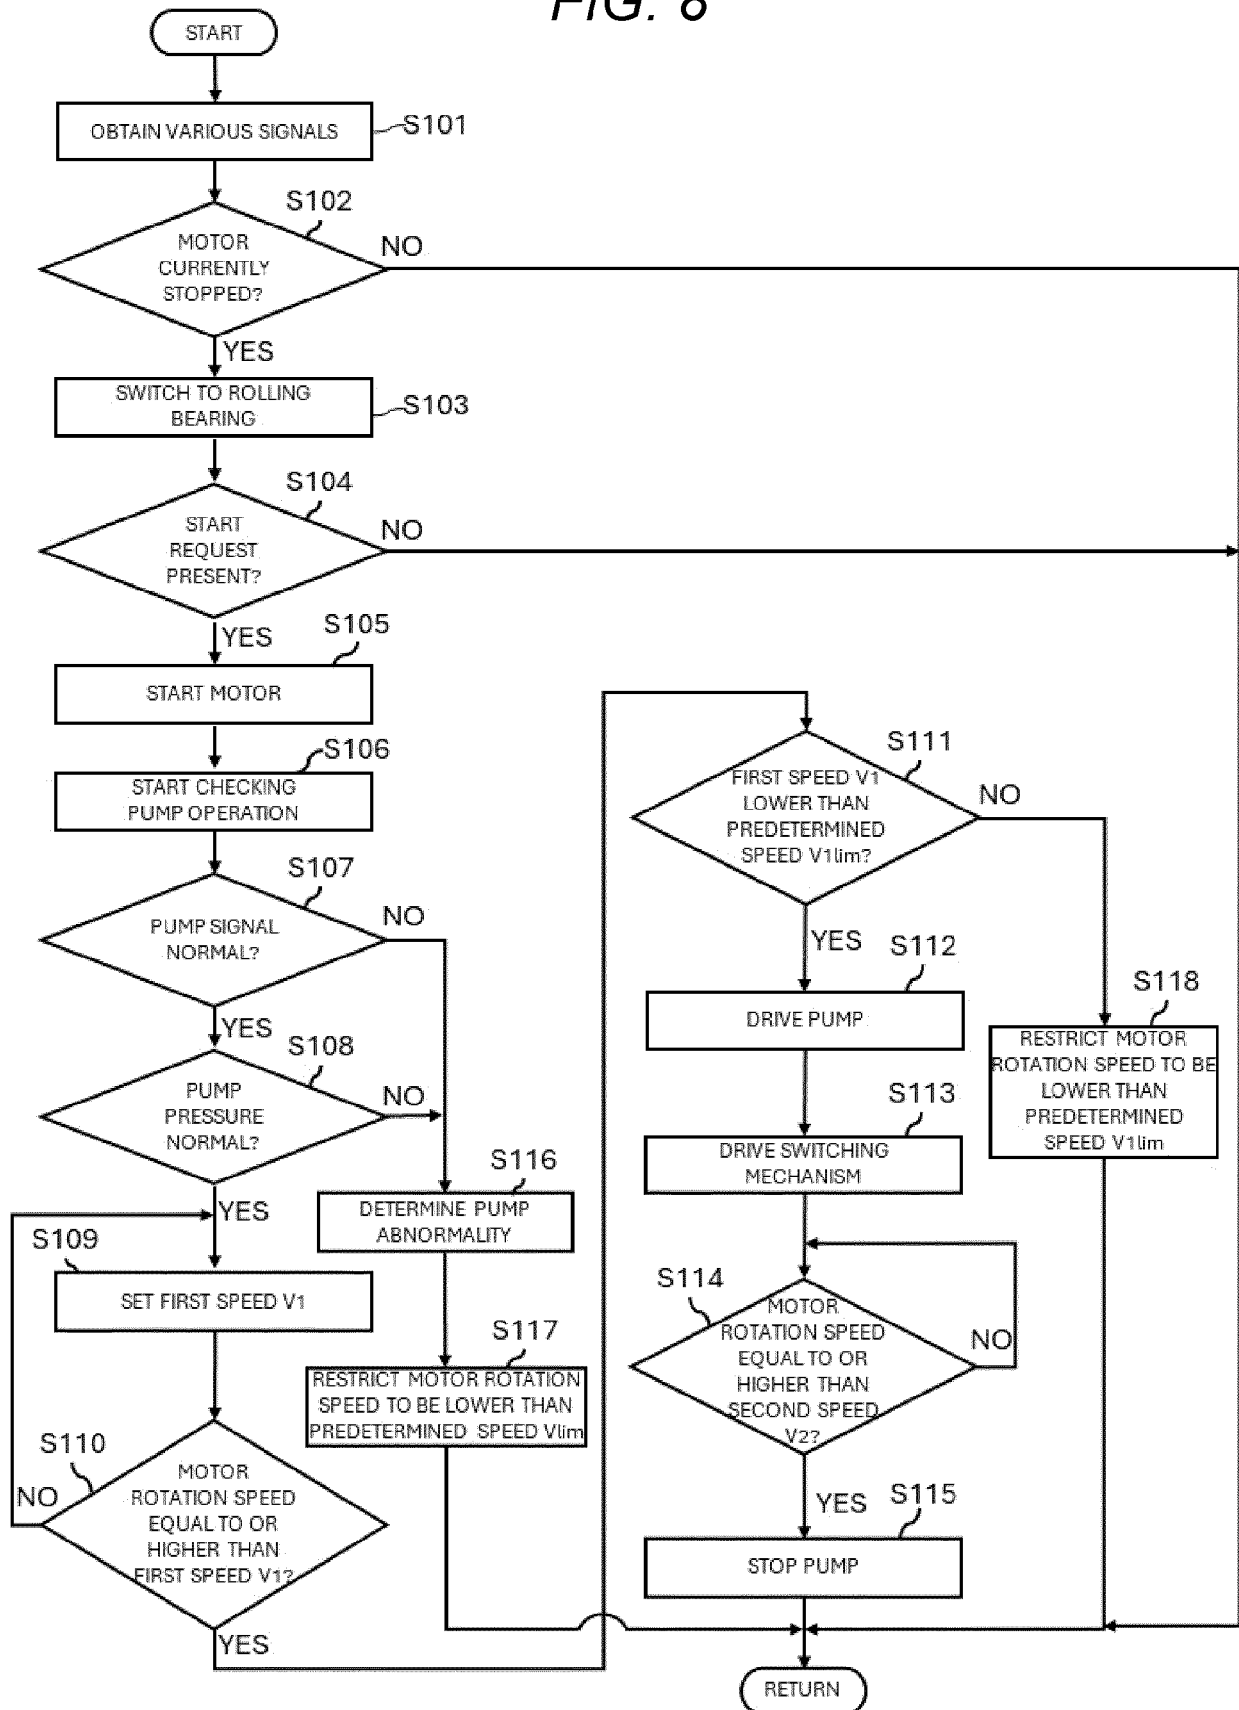 FIG. 8
START
OBTAIN VARIOUS SIGNALS
S101
S102
MOTOR
CURRENTLY
STOPPED?
NO
YES
SWITCH TO ROLLING
BEARING
S103
S104
START
REQUEST
PRESENT?
NO
YES
S105
START MOTOR
S106
START CHECKING
PUMP OPERATION
S107
PUMP SIGNAL
NORMAL?
NO
YES
S108
PUMP
PRESSURE
NORMAL?
NO
YES
S109
SET FIRST SPEED V1
S110
MOTOR
ROTATION SPEED
EQUAL TO OR
HIGHER THAN
FIRST SPEED V1?
NO
YES
S116
DETERMINE PUMP
ABNORMALITY
S117
RESTRICT MOTOR ROTATION
SPEED TO BE LOWER THAN
PREDETERMINED SPEED Vlim
S111
FIRST SPEED V1
LOWER THAN
PREDETERMINED
SPEED V1lim?
NO
YES
S112
DRIVE PUMP
S113
DRIVE SWITCHING
MECHANISM
S114
MOTOR
ROTATION SPEED
EQUAL TO OR
HIGHER THAN
SECOND SPEED
V2?
NO
YES
S115
STOP PUMP
S118
RESTRICT MOTOR
ROTATION SPEED TO BE
LOWER THAN
PREDETERMINED
SPEED V1lim
RETURN